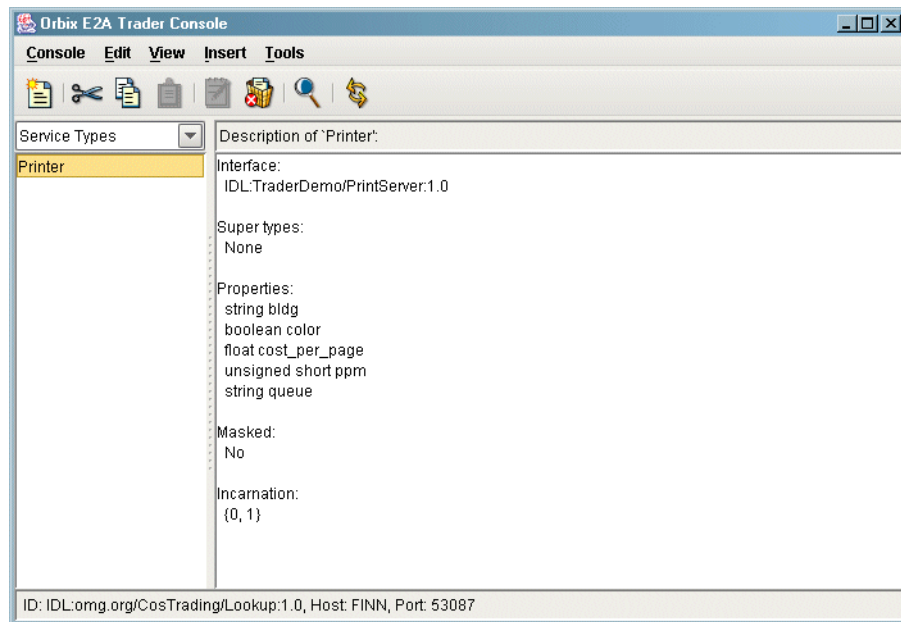 Orbix E2A Trader Console
Console Edit View Insert Tools
Service Types
Description of `Printer':
Printer
Interface:
IDL:TraderDemo/PrintServer:1.0
Super types:
None
Properties:
string bldg
boolean color
float cost_per_page
unsigned short ppm
string queue
Masked:
No
Incarnation:
{0, 1}
ID: IDL:omg.org/CosTrading/Lookup:1.0, Host: FINN, Port: 53087